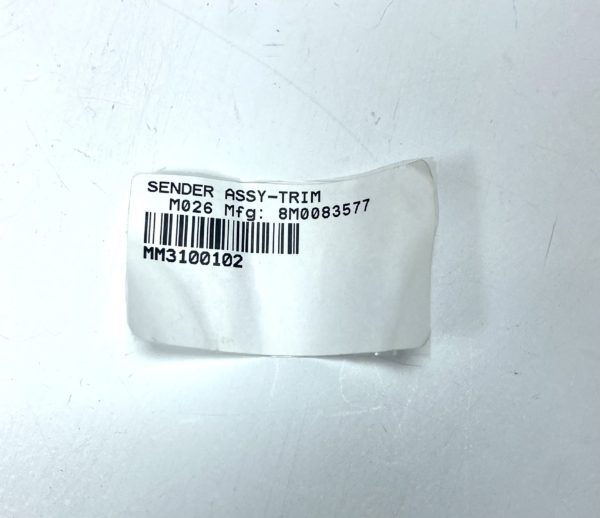 SENDER ASSY-TRIM
M026 Mfg: 8M0083577
MM3100102